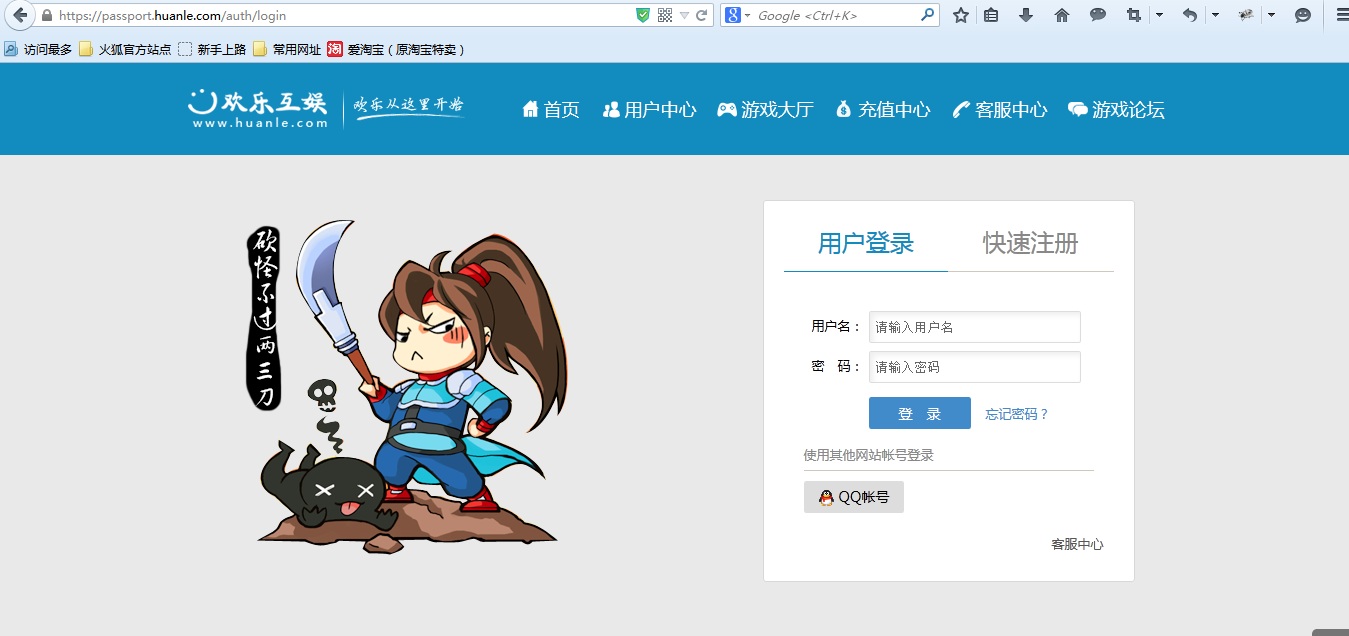 https://passport.huanle.com/auth/login
Google <Ctrl+K>
访问最多 火狐官方站点 新手上路 常用网址 淘 爱淘宝（原淘宝特卖）
欢乐互娱 欢乐从这里开始
www.huanle.com
首页 用户中心 游戏大厅 充值中心 客服中心 游戏论坛
砍怪不过两三刀
用户登录 快速注册
用户名： 请输入用户名
密 码： 请输入密码
登 录 忘记密码？
使用其他网站帐号登录
QQ帐号
客服中心